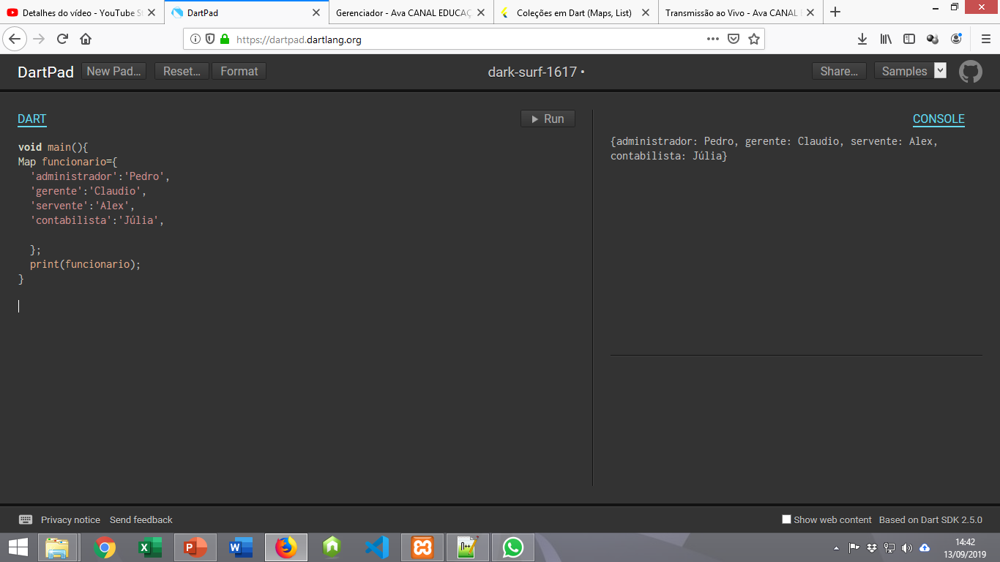 Detalhes do vídeo - YouTube St
DartPad
Gerenciador - Ava CANAL EDUCAÇ
Coleções em Dart (Maps, List)
Transmissão ao Vivo - Ava CANAL E
https://dartpad.dartlang.org
DartPad
New Pad...
Reset...
Format
dark-surf-1617 •
Share...
Samples
DART
Run
CONSOLE
void main(){
Map funcionario={
'administrador':'Pedro',
'gerente':'Claudio',
'servente':'Alex',
'contabilista':'Júlia',
};
print(funcionario);
}
{administrador: Pedro, gerente: Claudio, servente: Alex,
contabilista: Júlia}
Privacy notice
Send feedback
Show web content
Based on Dart SDK 2.5.0
14:42
13/09/2019